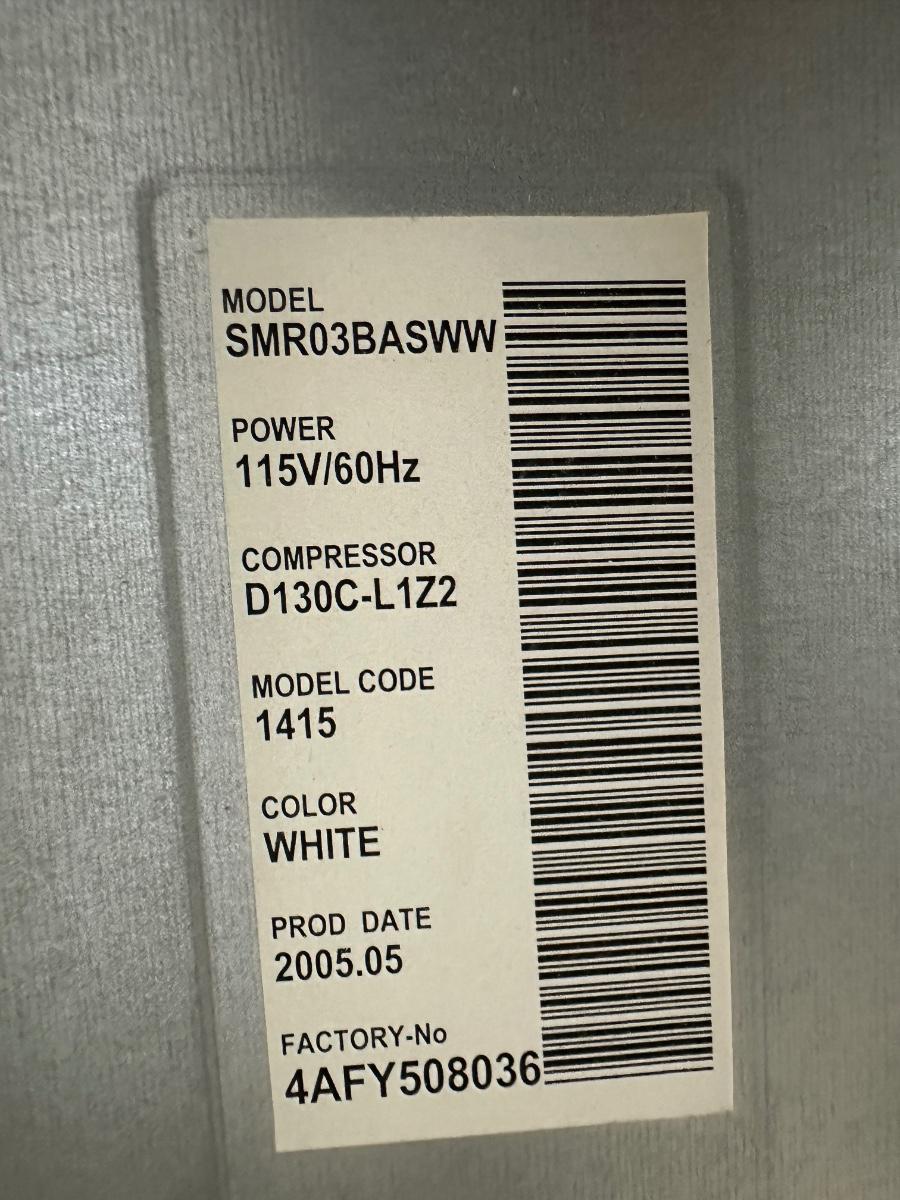 MODEL
SMR03BASWW
POWER
115V/60Hz
COMPRESSOR
D130C-L1Z2
MODEL CODE
1415
COLOR
WHITE
PROD DATE
2005.05
FACTORY-No
4AFY508036